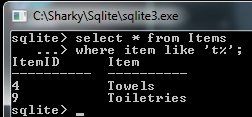 C:\Sharky\Sqlite\sqlite3.exe
sqlite> select * from Items
   ...> where item like 't%';
ItemID      Item
----------  ----------
4           Towels
9           Toiletries
sqlite> _